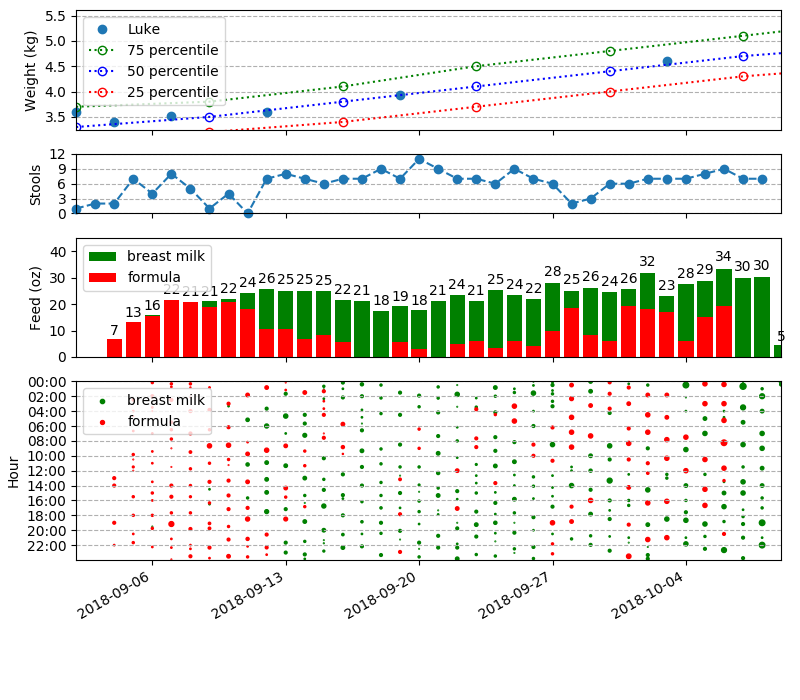 Weight (kg)
5.5
5.0
4.5
4.0
3.5
Luke
75 percentile
50 percentile
25 percentile
Stools
12
9
6
3
0
Feed (oz)
40
30
20
10
0
breast milk
formula
7 13 16 22 21 21 22 24 26 25 25 25 22 21 18 19 18 21 24 21 25 24 22 28 25 26 24 26 32 23 28 29 34 30 30 5
Hour
00:00
02:00
04:00
06:00
08:00
10:00
12:00
14:00
16:00
18:00
20:00
22:00
breast milk
formula
2018-09-06 2018-09-13 2018-09-20 2018-09-27 2018-10-04